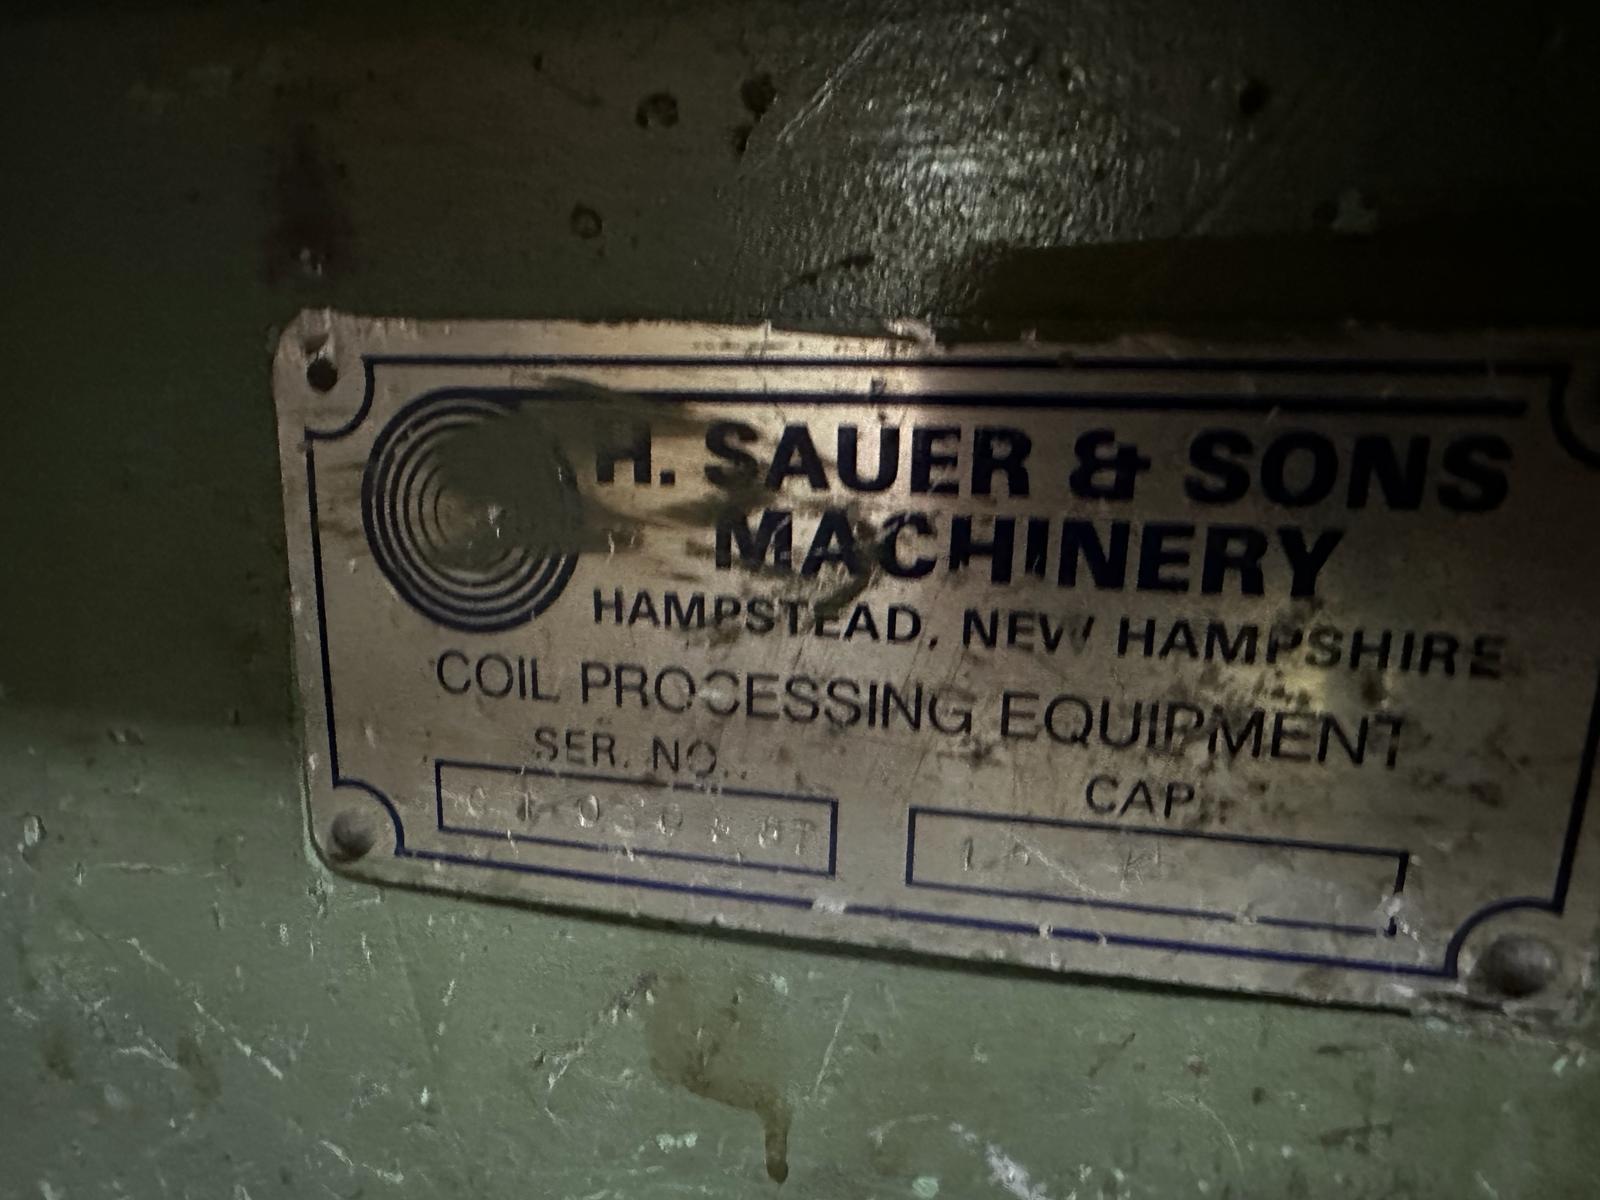 H. SAUER & SONS
MACHINERY
HAMPSTEAD, NEW HAMPSHIRE
COIL PROCESSING EQUIPMENT
SER. NO.
CAP.